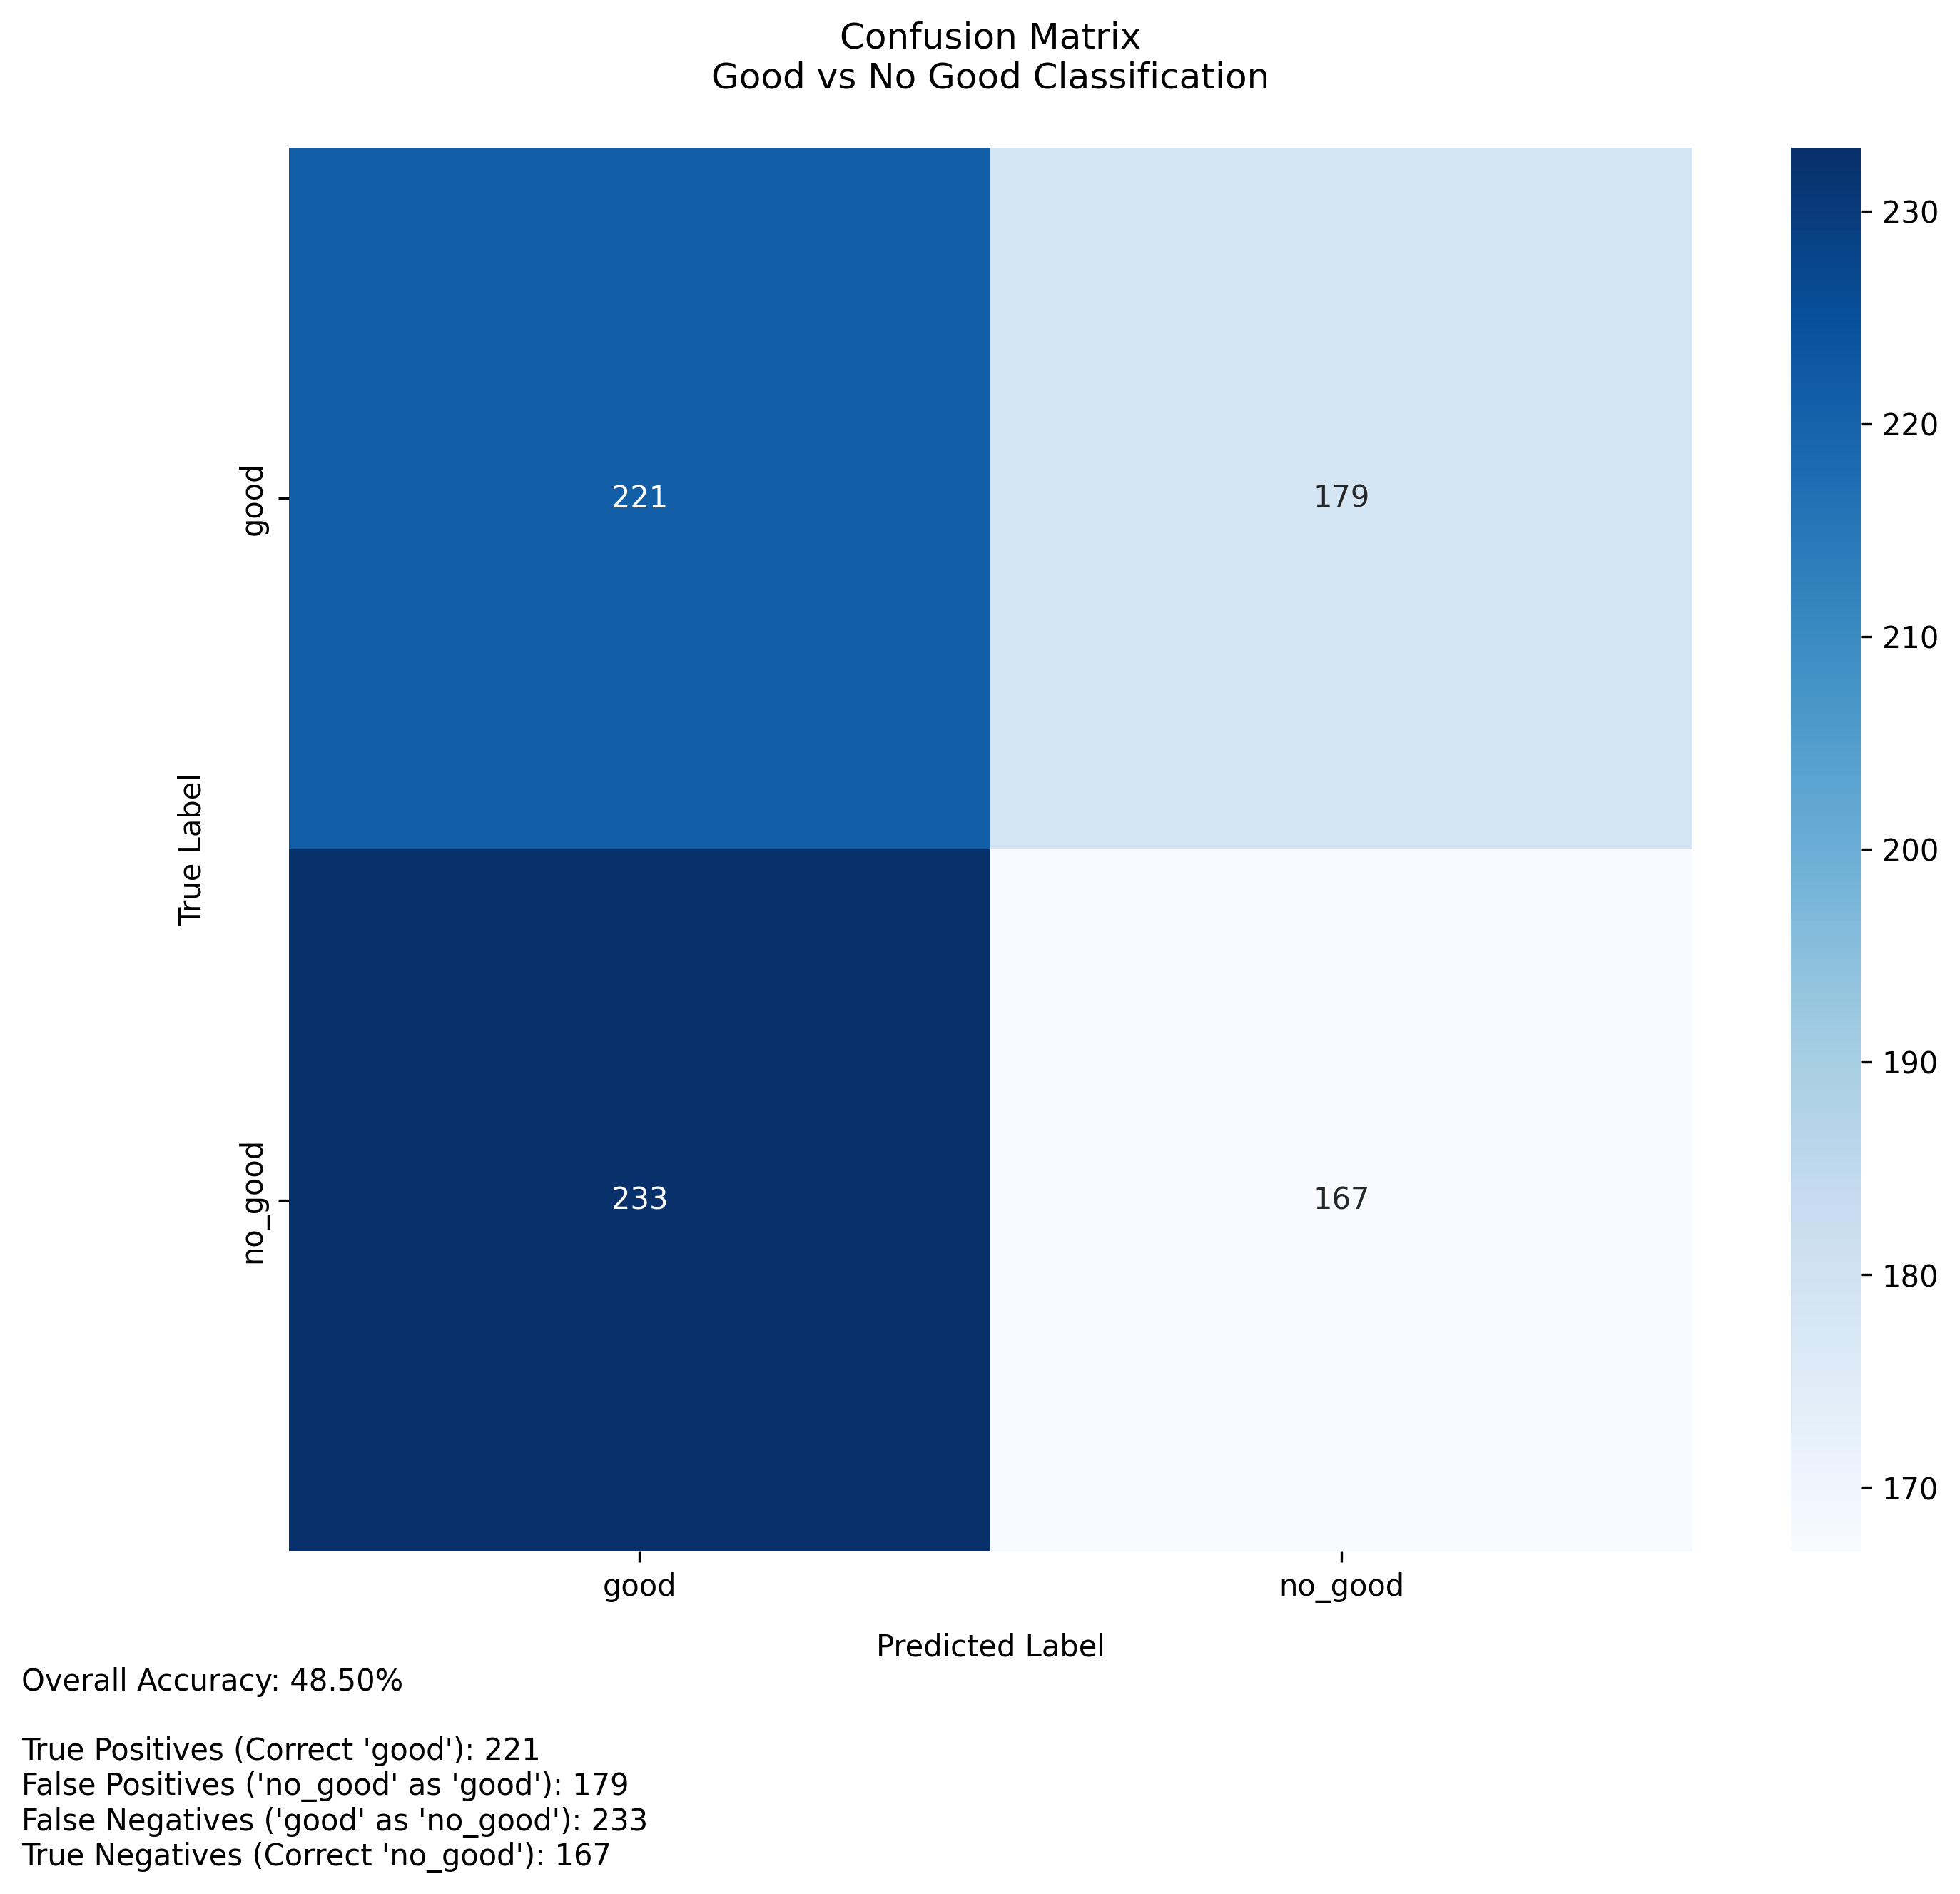 Confusion Matrix
Good vs No Good Classification
230
220
210
200
190
180
170
True Label
good
221
179
no_good
233
167
good
no_good
Predicted Label
Overall Accuracy: 48.50%
True Positives (Correct 'good'): 221
False Positives ('no_good' as 'good'): 179
False Negatives ('good' as 'no_good'): 233
True Negatives (Correct 'no_good'): 167